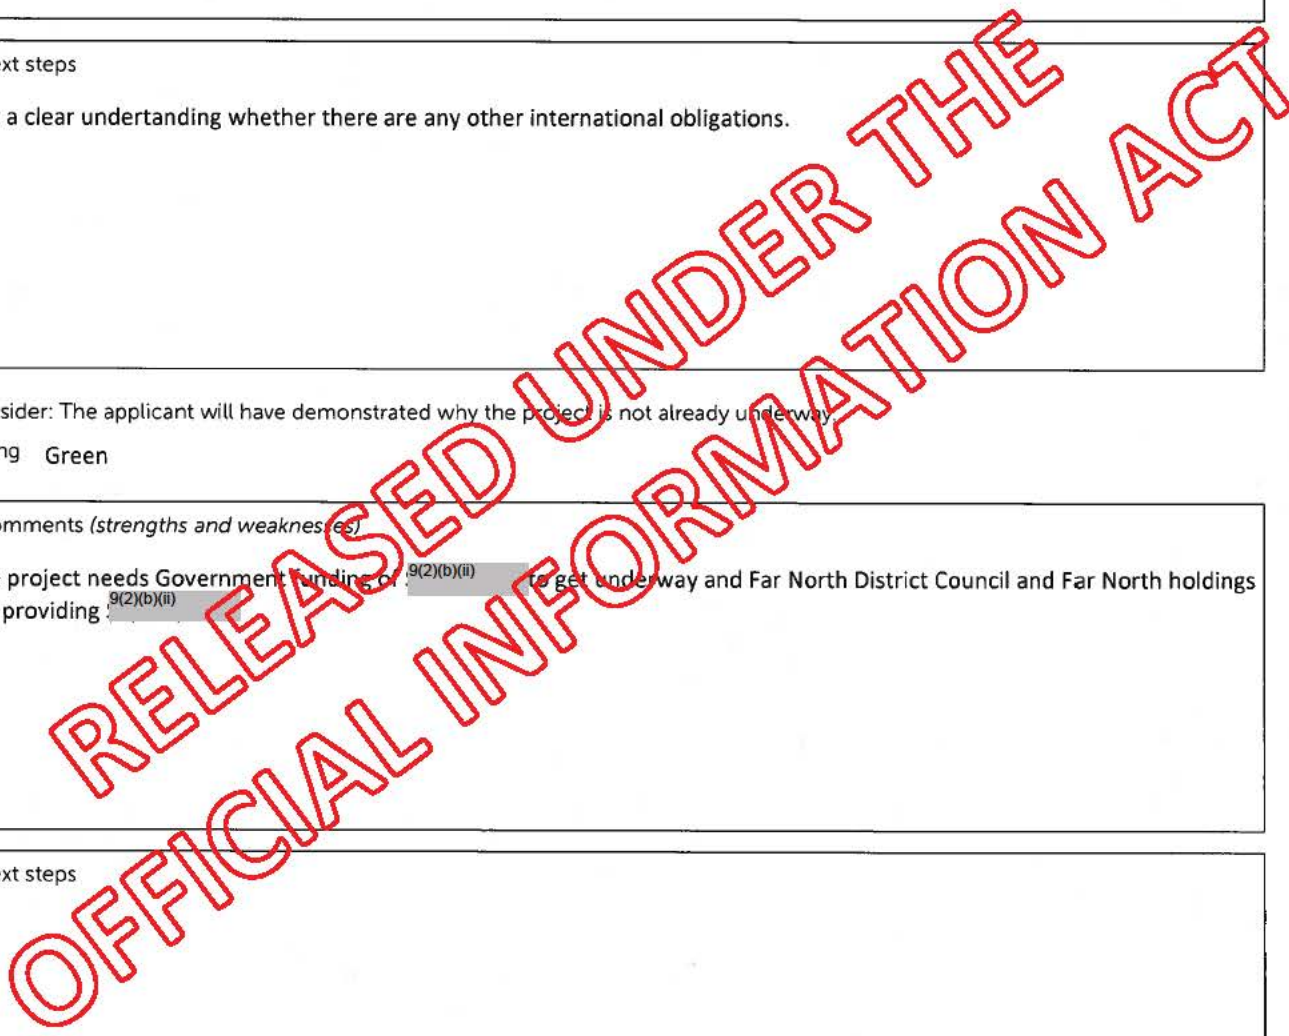 xt steps
a clear undertanding whether there are any other international obligations.
sider: The applicant will have demonstrated why the project is not already underway.
ng Green
omments (strengths and weaknesses)
project needs Government funding of 9(2)(b)(ii) to get underway and Far North District Council and Far North holdings
providing 9(2)(b)(ii)
xt steps
RELEASED UNDER THE
OFFICIAL INFORMATION ACT